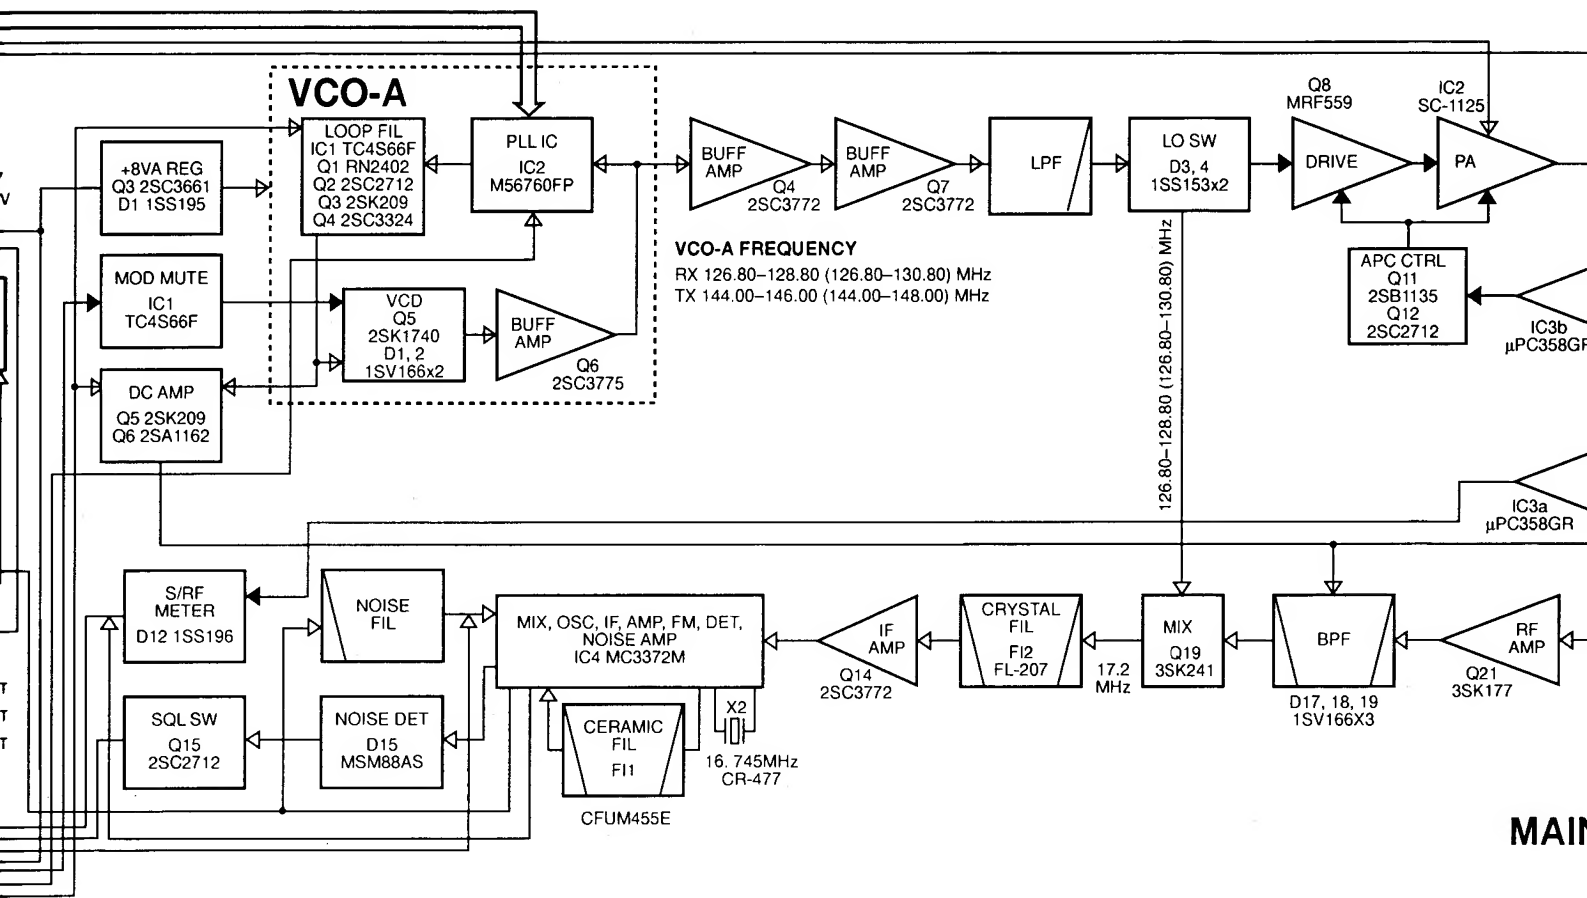 VCO-A
LOOP FIL
IC1 TC4S66F
Q1 RN2402
Q2 2SC2712
Q3 2SK209
Q4 2SC3324
PLL IC
IC2
M56760FP
+8VA REG
Q3 2SC3661
D1 1SS195
MOD MUTE
IC1
TC4S66F
VCD
Q5
2SK1740
D1, 2
1SV166x2
BUFF
AMP
Q6
2SC3775
DC AMP
Q5 2SK209
Q6 2SA1162
BUFF
AMP
Q4
2SC3772
BUFF
AMP
Q7
2SC3772
LPF
LO SW
D3, 4
1SS153x2
Q8
MRF559
DRIVE
IC2
SC-1125
PA
VCO-A FREQUENCY
RX 126.80–128.80 (126.80–130.80) MHz
TX 144.00–146.00 (144.00–148.00) MHz
126.80–128.80 (126.80–130.80) MHz
APC CTRL
Q11
2SB1135
Q12
2SC2712
IC3b
µPC358GR
IC3a
µPC358GR
S/RF
METER
D12 1SS196
NOISE
FIL
MIX, OSC, IF, AMP, FM, DET,
NOISE AMP
IC4 MC3372M
IF
AMP
Q14
2SC3772
CRYSTAL
FIL
FI2
FL-207
17.2
MHz
MIX
Q19
3SK241
BPF
D17, 18, 19
1SV166X3
RF
AMP
Q21
3SK177
SQL SW
Q15
2SC2712
NOISE DET
D15
MSM88AS
CERAMIC
FIL
FI1
CFUM455E
X2
16. 745MHz
CR-477
MAIN
V
T
T
T